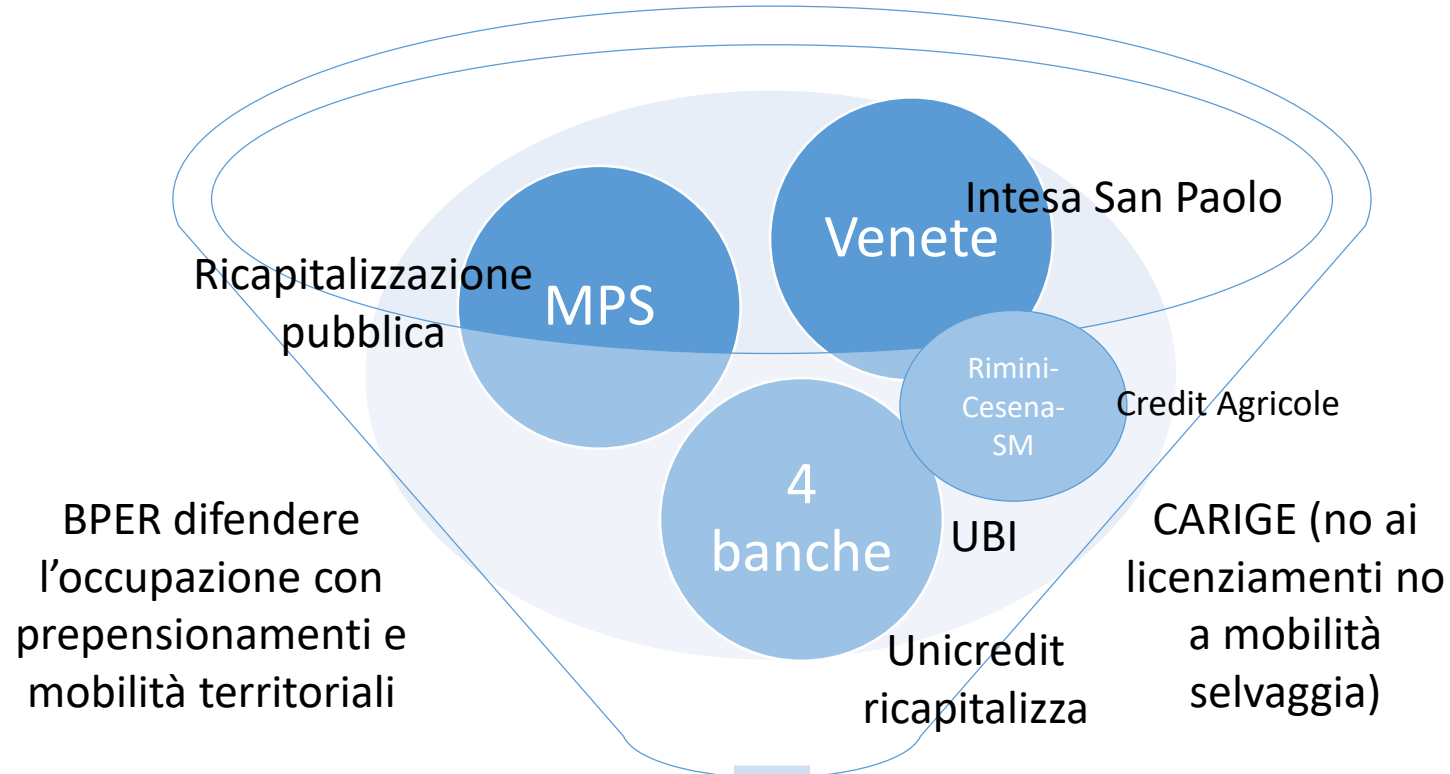 Intesa San Paolo
Venete
Ricapitalizzazione
pubblica
MPS
Rimini-
Cesena-
SM
Credit Agricole
4
banche
UBI
BPER difendere
l’occupazione con
prepensionamenti e
mobilità territoriali
CARIGE (no ai
licenziamenti no
a mobilità
selvaggia)
Unicredit
ricapitalizza